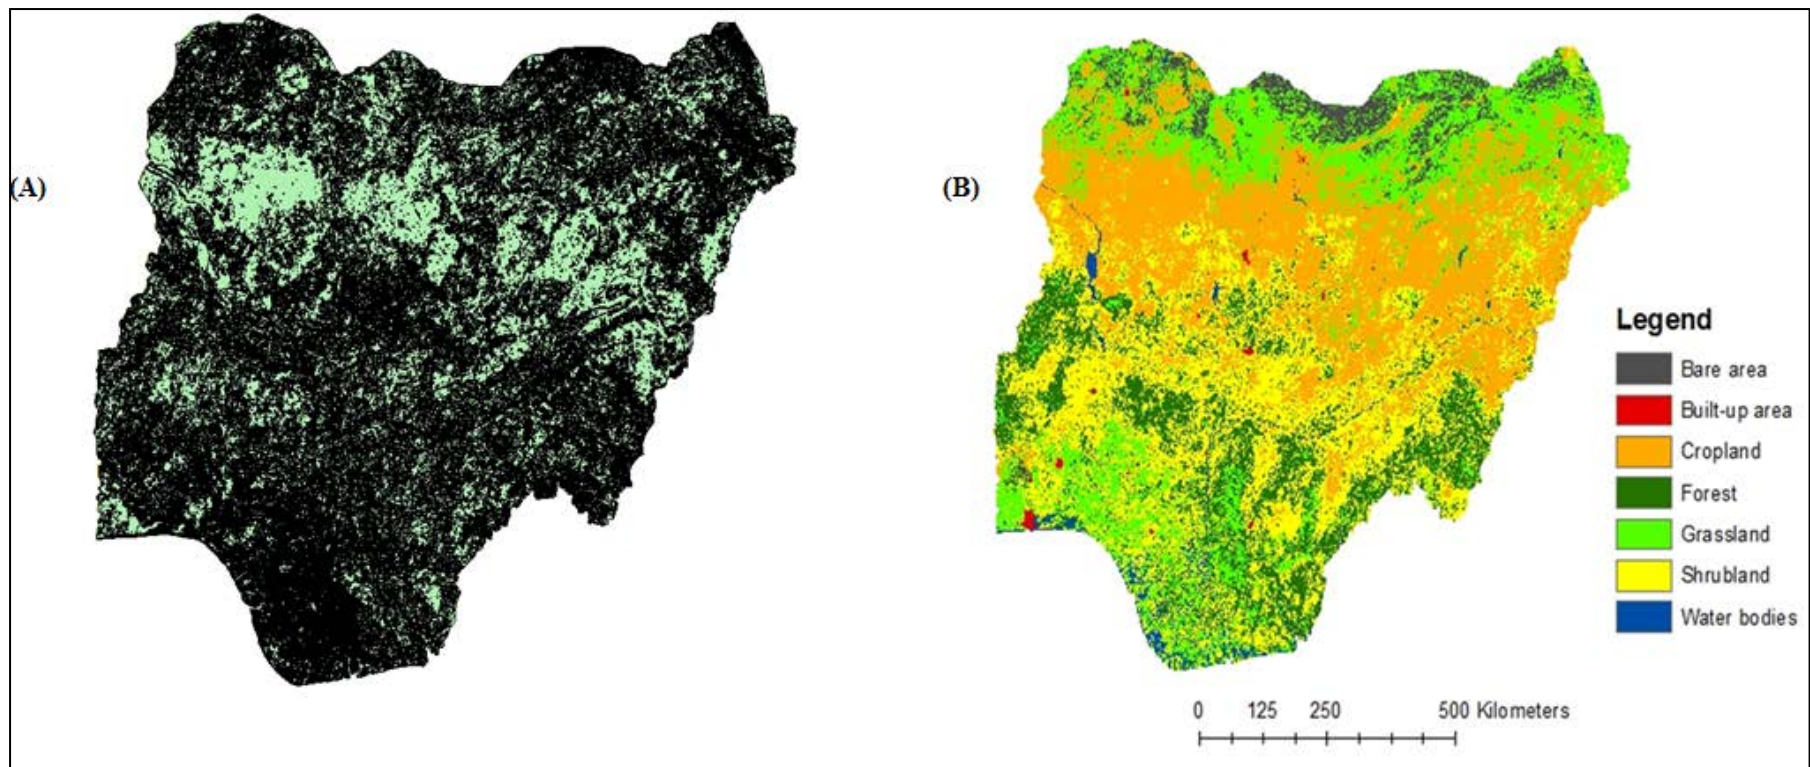 (A)
(B)
Legend
Bare area
Built-up area
Cropland
Forest
Grassland
Shrubland
Water bodies
0 125 250 500 Kilometers